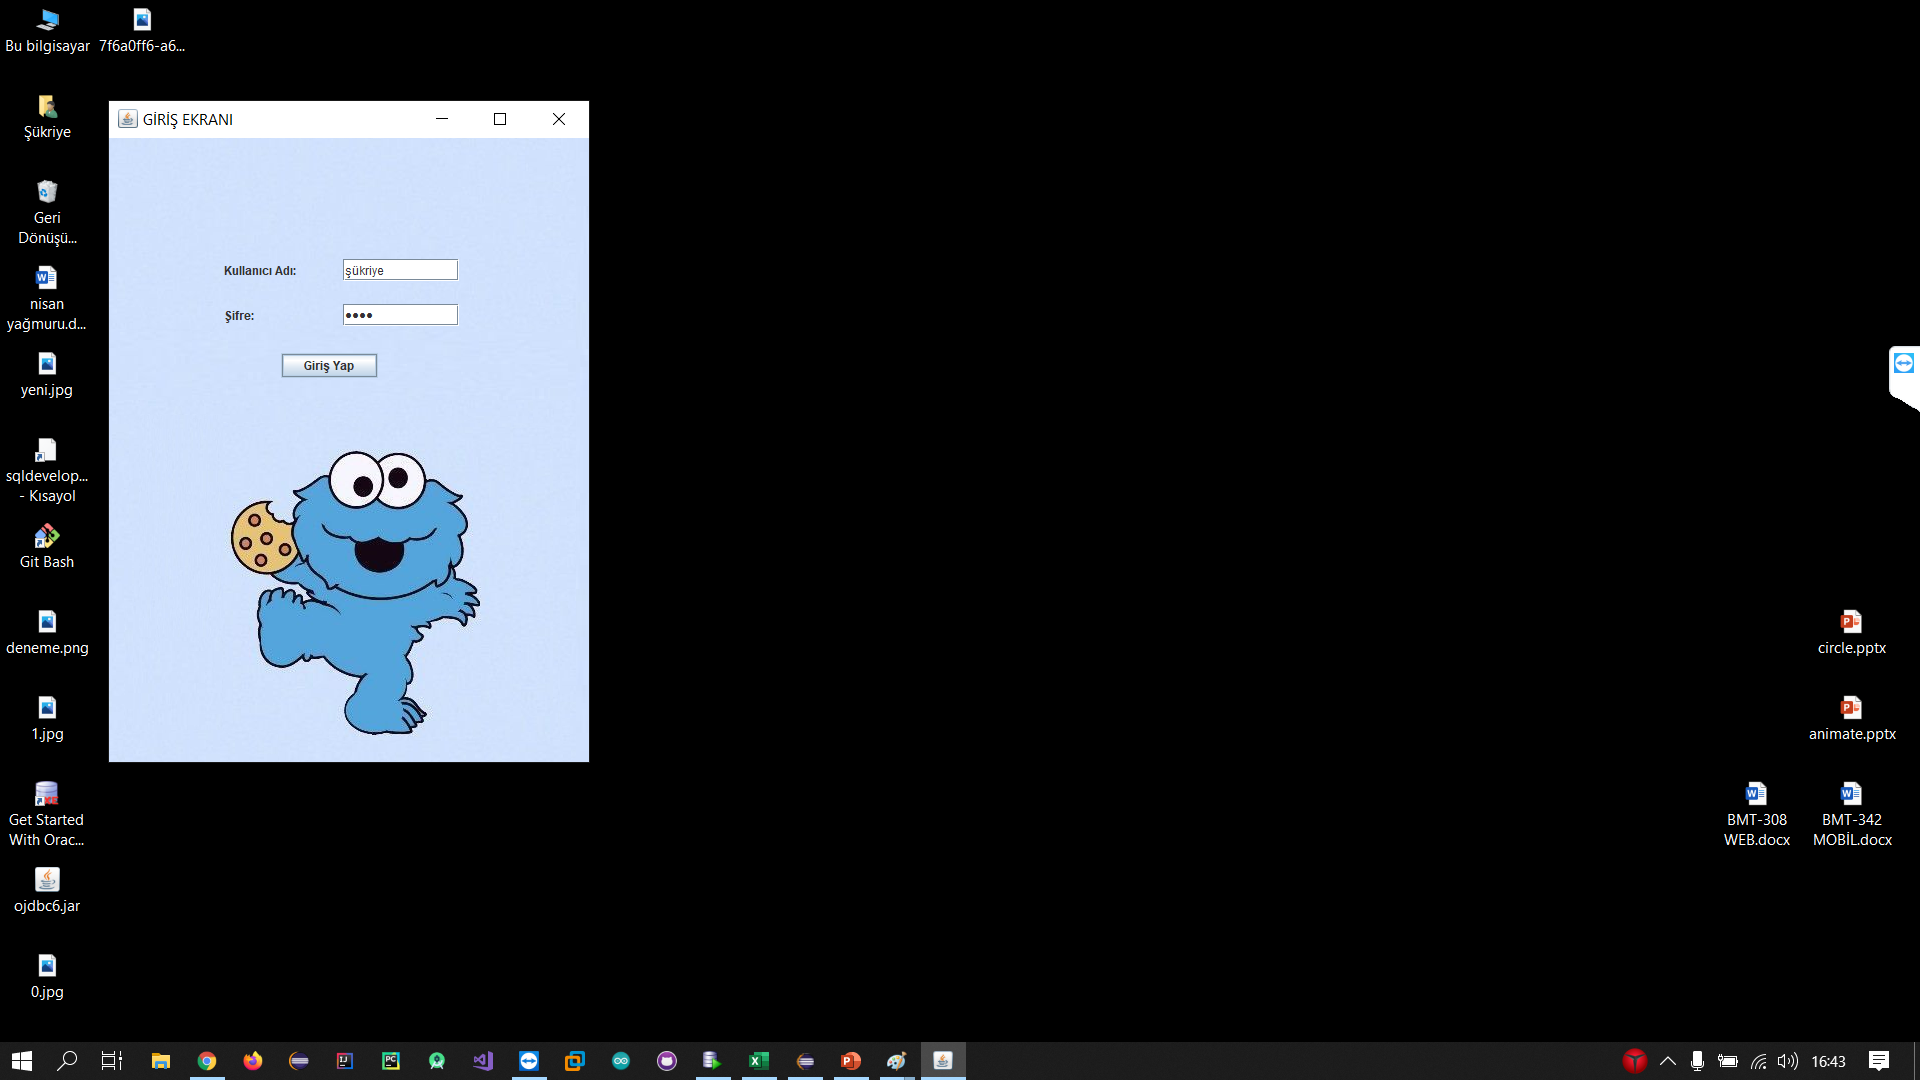 Bu bilgisayar
7f6a0ff6-a6...
Şükriye
Geri
Dönüşü...
nisan
yağmuru.d...
yeni.jpg
sqldevelop...
- Kısayol
Git Bash
deneme.png
1.jpg
Get Started
With Orac...
ojdbc6.jar
0.jpg
GİRİŞ EKRANI
Kullanıcı Adı:
şükriye
Şifre:
Giriş Yap
circle.pptx
animate.pptx
BMT-308
WEB.docx
BMT-342
MOBİL.docx
16:43